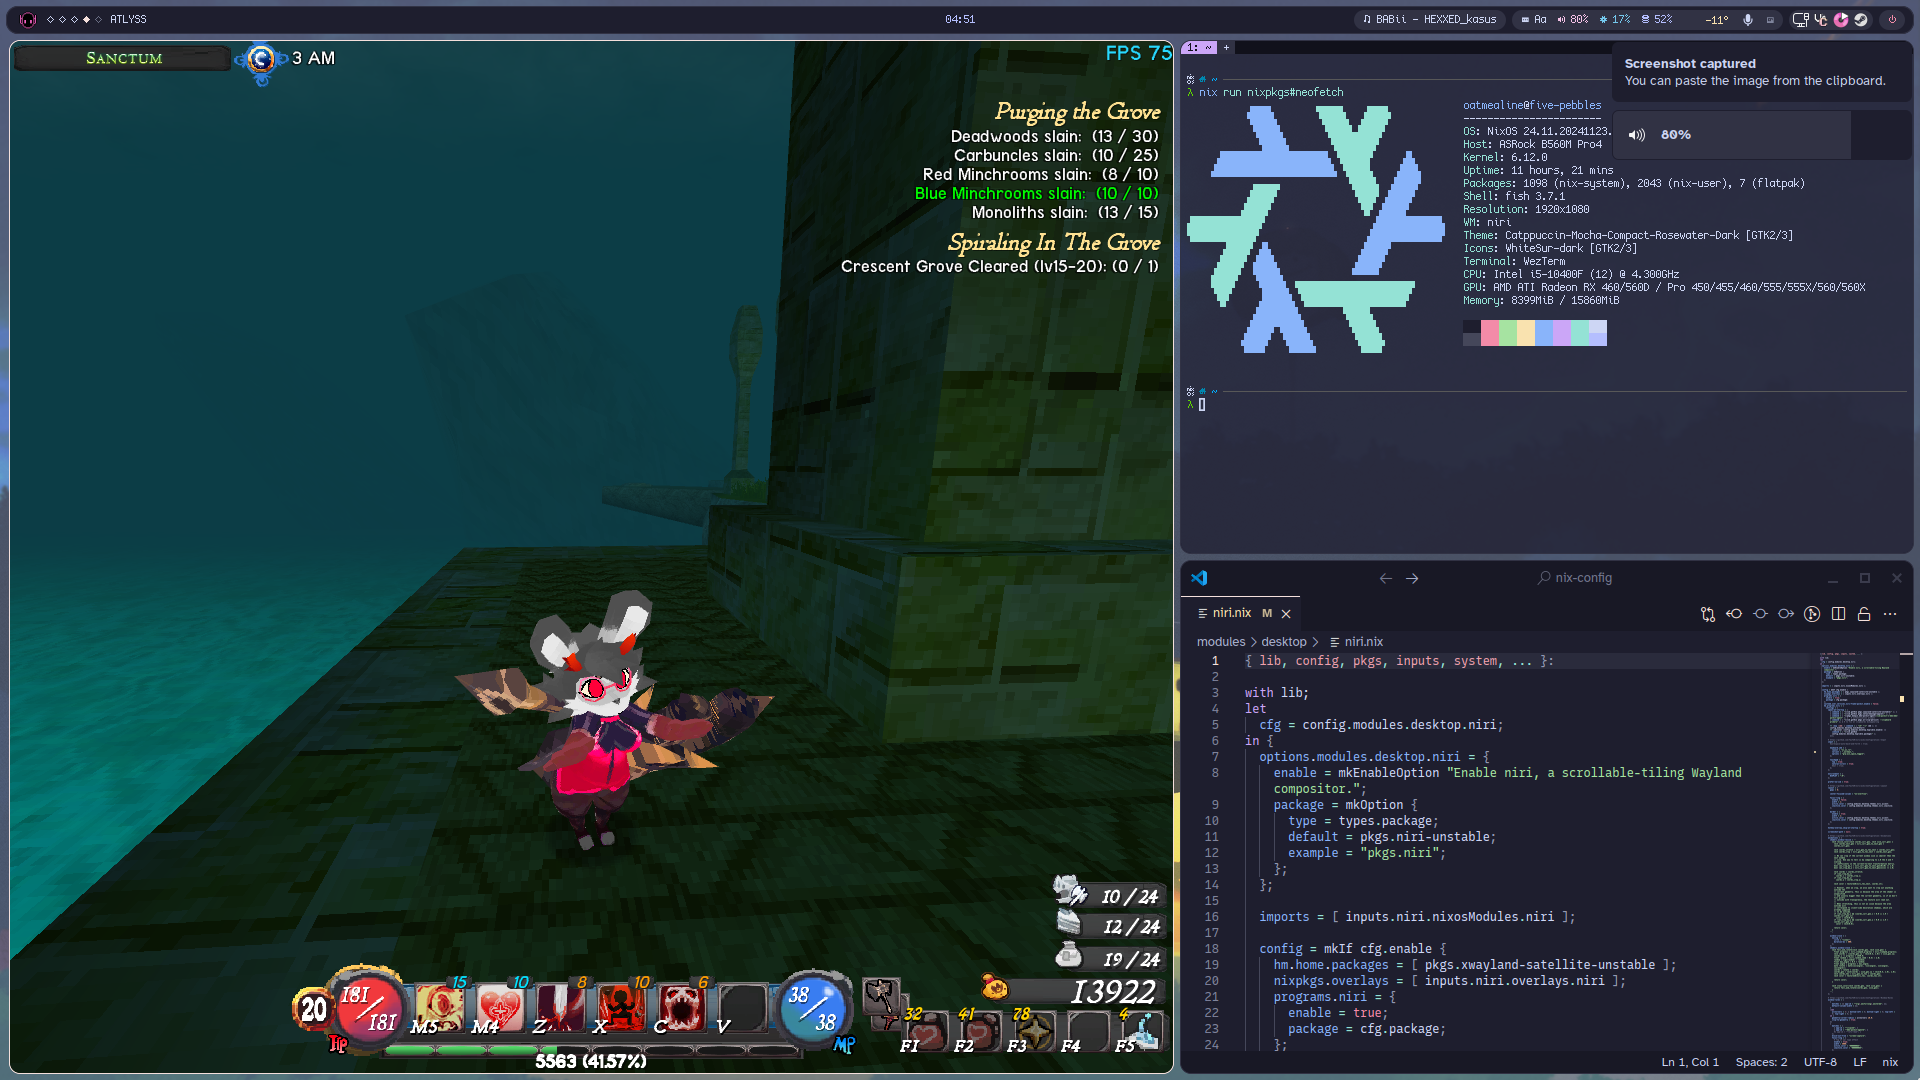 ATLYSS
04:51
BABii - HEXXED_kasus
Aa
80%
17%
52%
-11°
Sanctum
3 AM
FPS 75
Purging the Grove
Deadwoods slain: (13 / 30)
Carbuncles slain: (10 / 25)
Red Minchrooms slain: (8 / 10)
Blue Minchrooms slain: (10 / 10)
Monoliths slain: (13 / 15)
Spiraling In The Grove
Crescent Grove Cleared (lv15-20): (0 / 1)
10 / 24
12 / 24
19 / 24
13922
20
181
181
HP
15
M5
10
M4
8
Z
10
X
6
C
V
38
38
MP
32
F1
41
F2
78
F3
F4
4
F5
5563 (41.57%)
1: ~
+
~
λ nix run nixpkgs#neofetch
oatmealine@five-pebbles
-----------------------
OS: NixOS 24.11.20241123.
Host: ASRock B560M Pro4
Kernel: 6.12.0
Uptime: 11 hours, 21 mins
Packages: 1098 (nix-system), 2043 (nix-user), 7 (flatpak)
Shell: fish 3.7.1
Resolution: 1920x1080
WM: niri
Theme: Catppuccin-Mocha-Compact-Rosewater-Dark [GTK2/3]
Icons: WhiteSur-dark [GTK2/3]
Terminal: WezTerm
CPU: Intel i5-10400F (12) @ 4.300GHz
GPU: AMD ATI Radeon RX 460/560D / Pro 450/455/460/555/555X/560/560X
Memory: 8399MiB / 15860MiB
~
λ
Screenshot captured
You can paste the image from the clipboard.
80%
nix-config
niri.nix M
modules > desktop > niri.nix
1 { lib, config, pkgs, inputs, system, ... }:
2
3 with lib;
4 let
5 cfg = config.modules.desktop.niri;
6 in {
7 options.modules.desktop.niri = {
8 enable = mkEnableOption "Enable niri, a scrollable-tiling Wayland
compositor.";
9 package = mkOption {
10 type = types.package;
11 default = pkgs.niri-unstable;
12 example = "pkgs.niri";
13 };
14 };
15
16 imports = [ inputs.niri.nixosModules.niri ];
17
18 config = mkIf cfg.enable {
19 hm.home.packages = [ pkgs.xwayland-satellite-unstable ];
20 nixpkgs.overlays = [ inputs.niri.overlays.niri ];
21 programs.niri = {
22 enable = true;
23 package = cfg.package;
24 };
Ln 1, Col 1
Spaces: 2
UTF-8
LF
nix